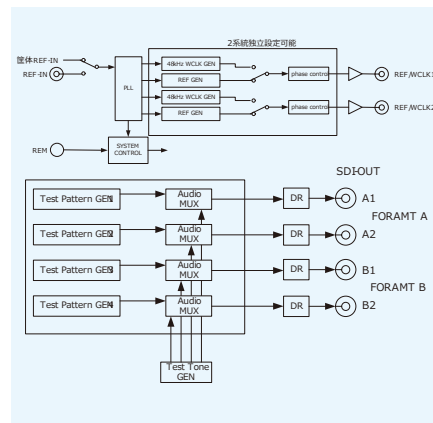 2系統独立設定可能
筐体REF-IN
REF-IN
PLL
48kHz WCLK GEN
REF GEN
48kHz WCLK GEN
REF GEN
phase control
phase control
REF/WCLK1
REF/WCLK2
REM
SYSTEM
CONTROL
SDI-OUT
Test Pattern GEN1
Audio
MUX
DR
A1
FORAMT A
Test Pattern GEN2
Audio
MUX
DR
A2
Test Pattern GEN3
Audio
MUX
DR
B1
FORAMT B
Test Pattern GEN4
Audio
MUX
DR
B2
Test Tone
GEN